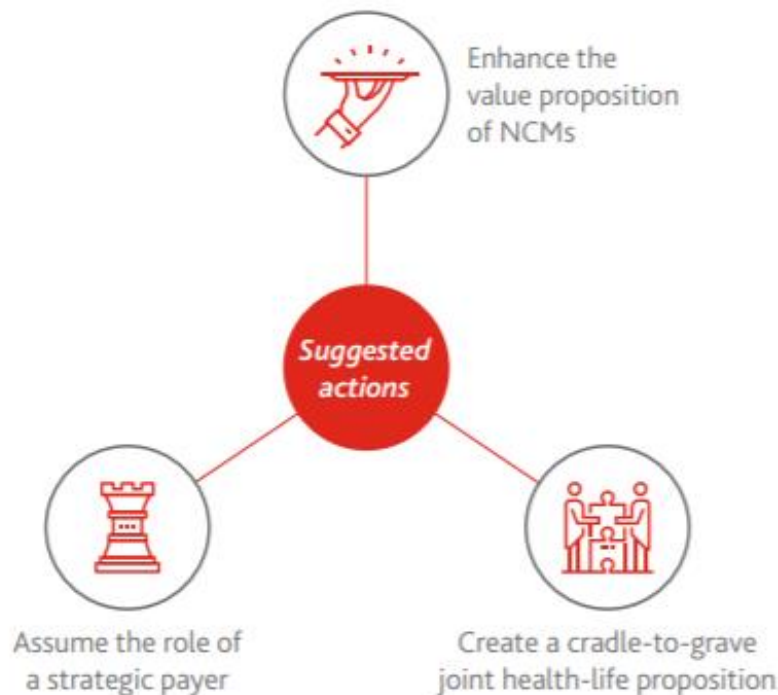 Enhance the
value proposition
of NCMs
Suggested
actions
Assume the role of
a strategic payer
Create a cradle-to-grave
joint health-life proposition